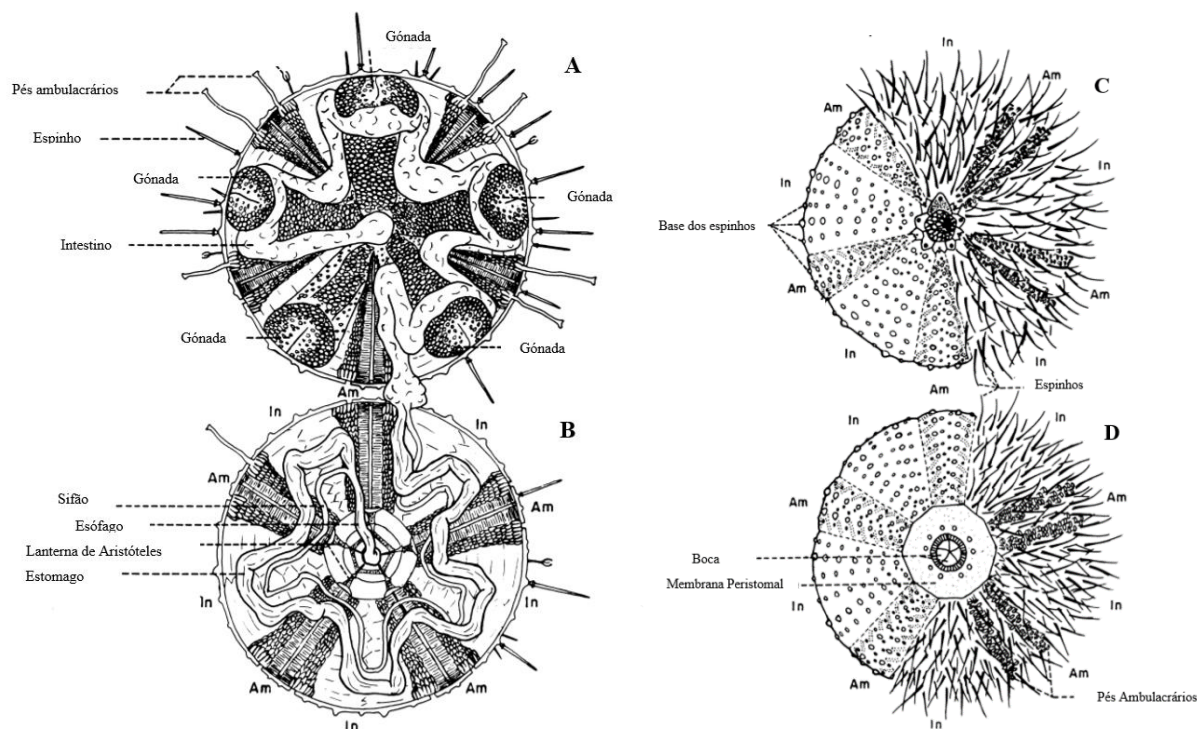 Gónada
A
Pés ambulacrários
Espinho
Gónada
Gónada
Intestino
Gónada
Gónada
Am
In
In
B
Am
Am
Sifão
Esófago
Lanterna de Aristóteles
Estomago
In
In
Am
Am
In
In
C
Am
Am
In
In
Base dos espinhos
Am
Am
In
In
Am
Espinhos
In
In
D
Am
Am
Boca
Membrana Peristomal
In
In
Am
Am
Pés Ambulacrários
In